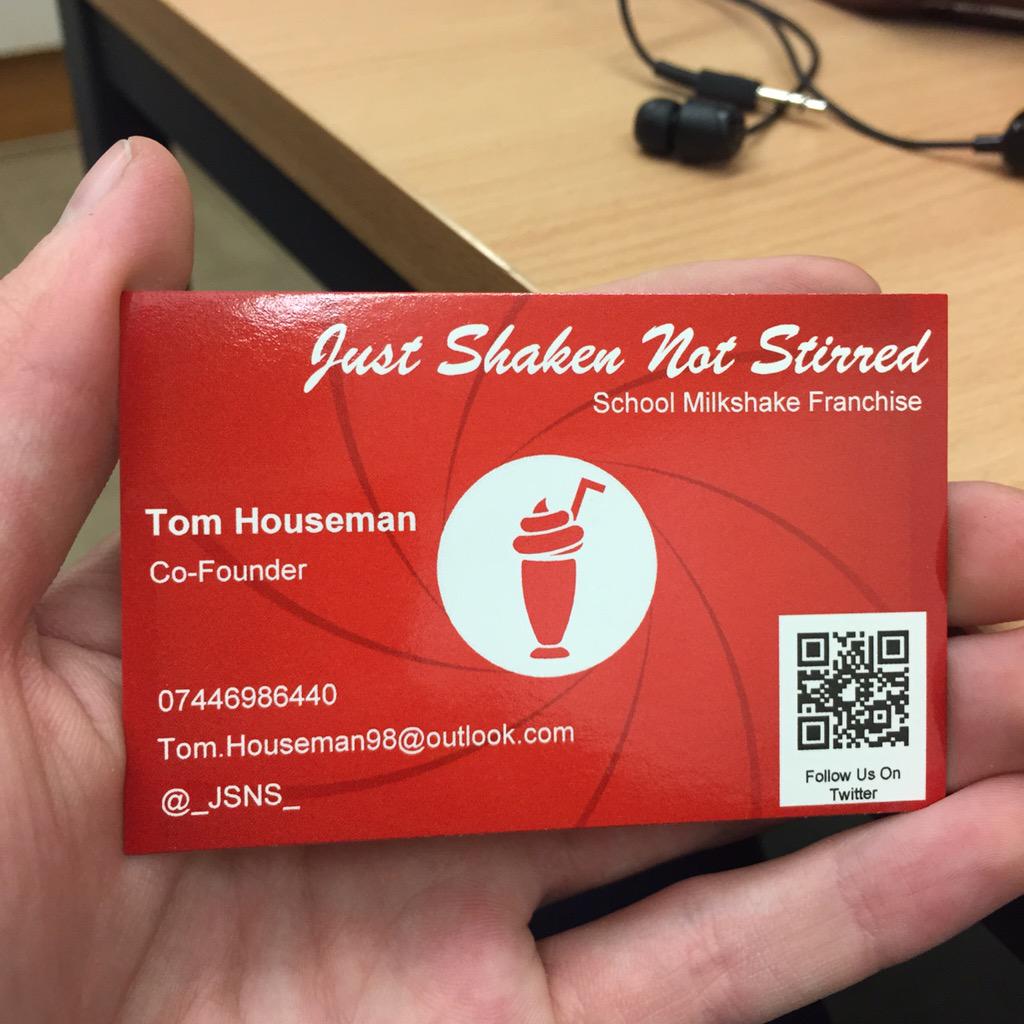 Just Shaken Not Stirred
School Milkshake Franchise
Tom Houseman
Co-Founder
07446986440
Tom.Houseman98@outlook.com
@_JSNS_
Follow Us On
Twitter